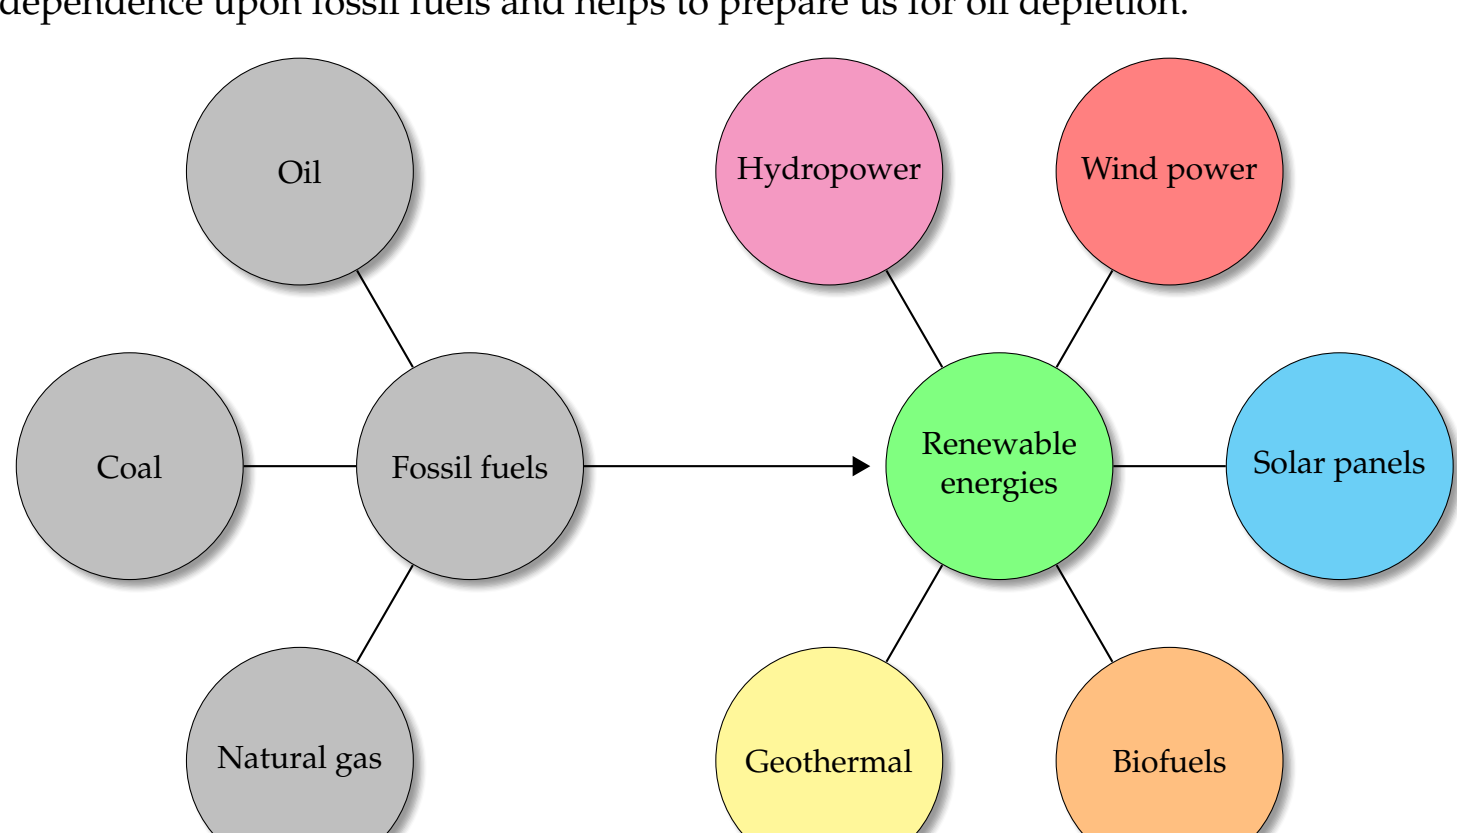 dependence upon fossil fuels and helps to prepare us for oil depletion.
Oil
Hydropower
Wind power
Coal
Fossil fuels
Renewable
energies
Solar panels
Natural gas
Geothermal
Biofuels